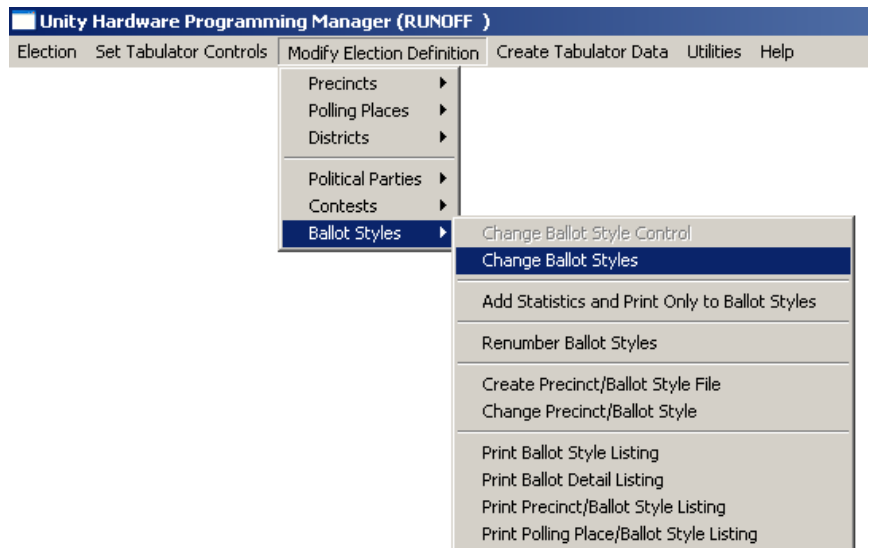 Unity Hardware Programming Manager (RUNOFF )
Election Set Tabulator Controls Modify Election Definition Create Tabulator Data Utilities Help
Precincts
Polling Places
Districts
Political Parties
Contests
Ballot Styles
Change Ballot Style Control
Change Ballot Styles
Add Statistics and Print Only to Ballot Styles
Renumber Ballot Styles
Create Precinct/Ballot Style File
Change Precinct/Ballot Style
Print Ballot Style Listing
Print Ballot Detail Listing
Print Precinct/Ballot Style Listing
Print Polling Place/Ballot Style Listing